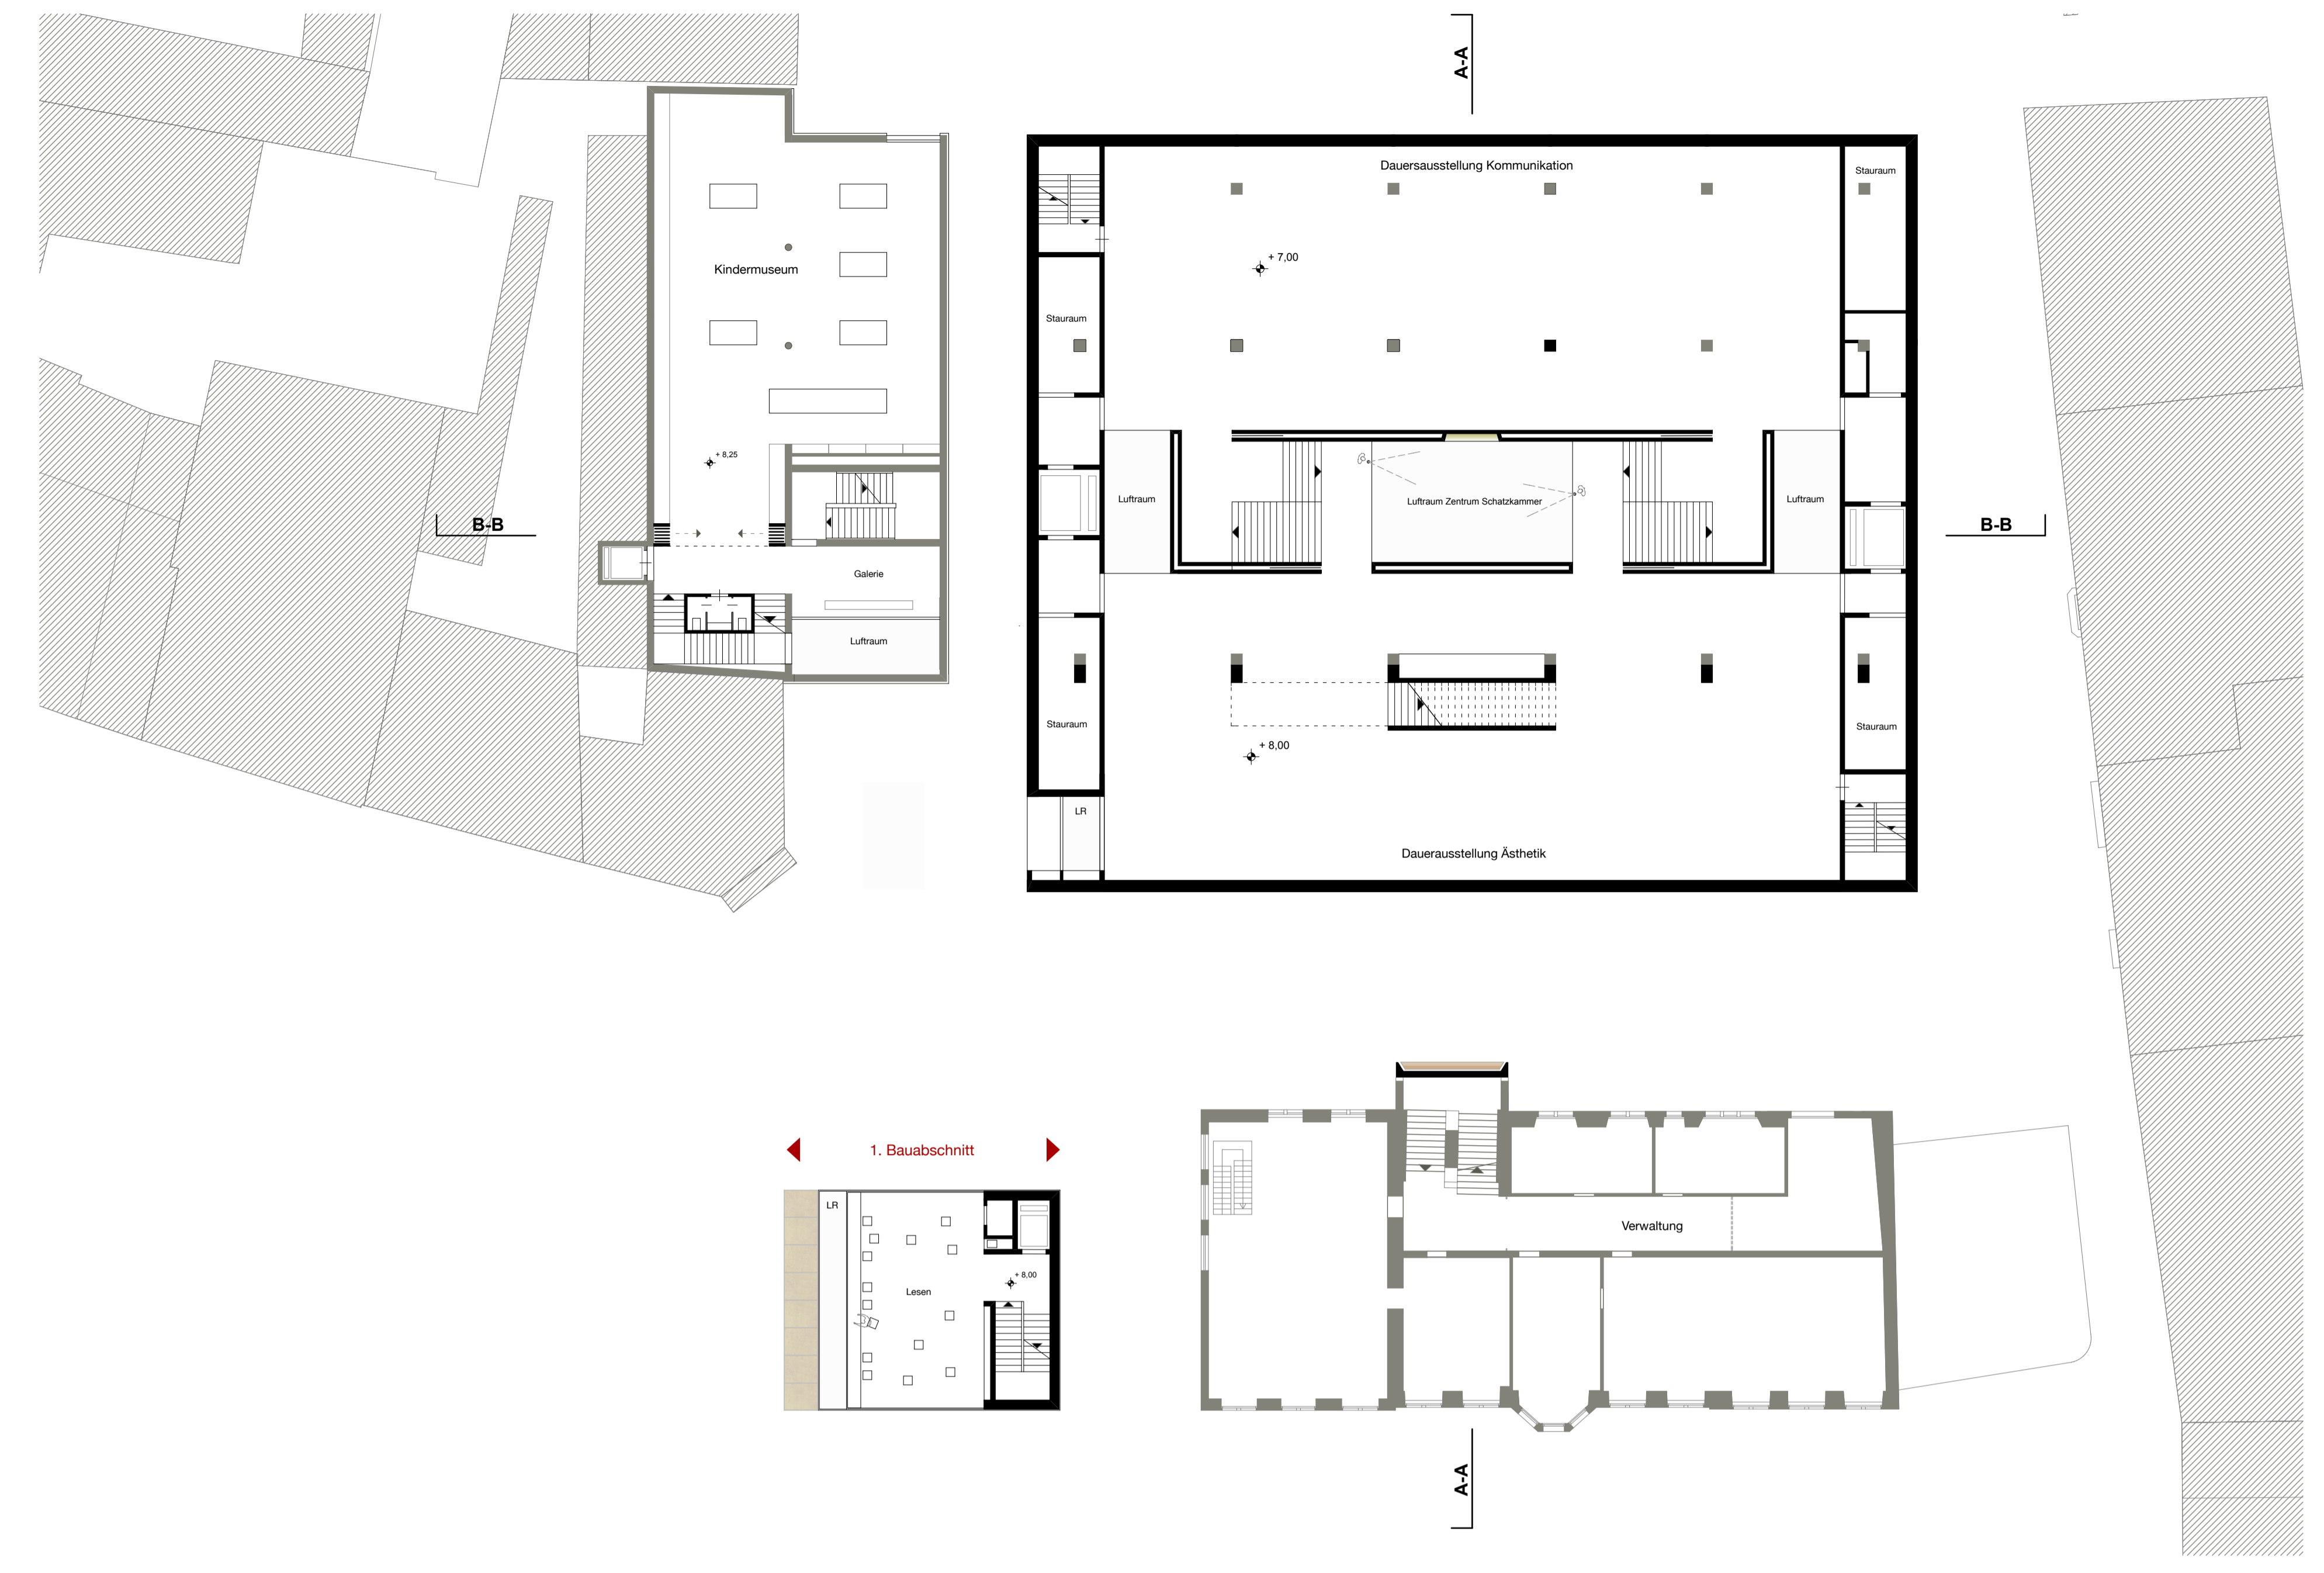 A-A
Dauersausstellung Kommunikation
Stauraum
+ 7,00
Kindermuseum
Stauraum
+ 8,25
Luftraum
Luftraum Zentrum Schatzkammer
Luftraum
B-B
B-B
Galerie
Luftraum
Stauraum
Stauraum
+ 8,00
LR
Dauerausstellung Ästhetik
1. Bauabschnitt
LR
Verwaltung
+ 8,00
Lesen
A-A